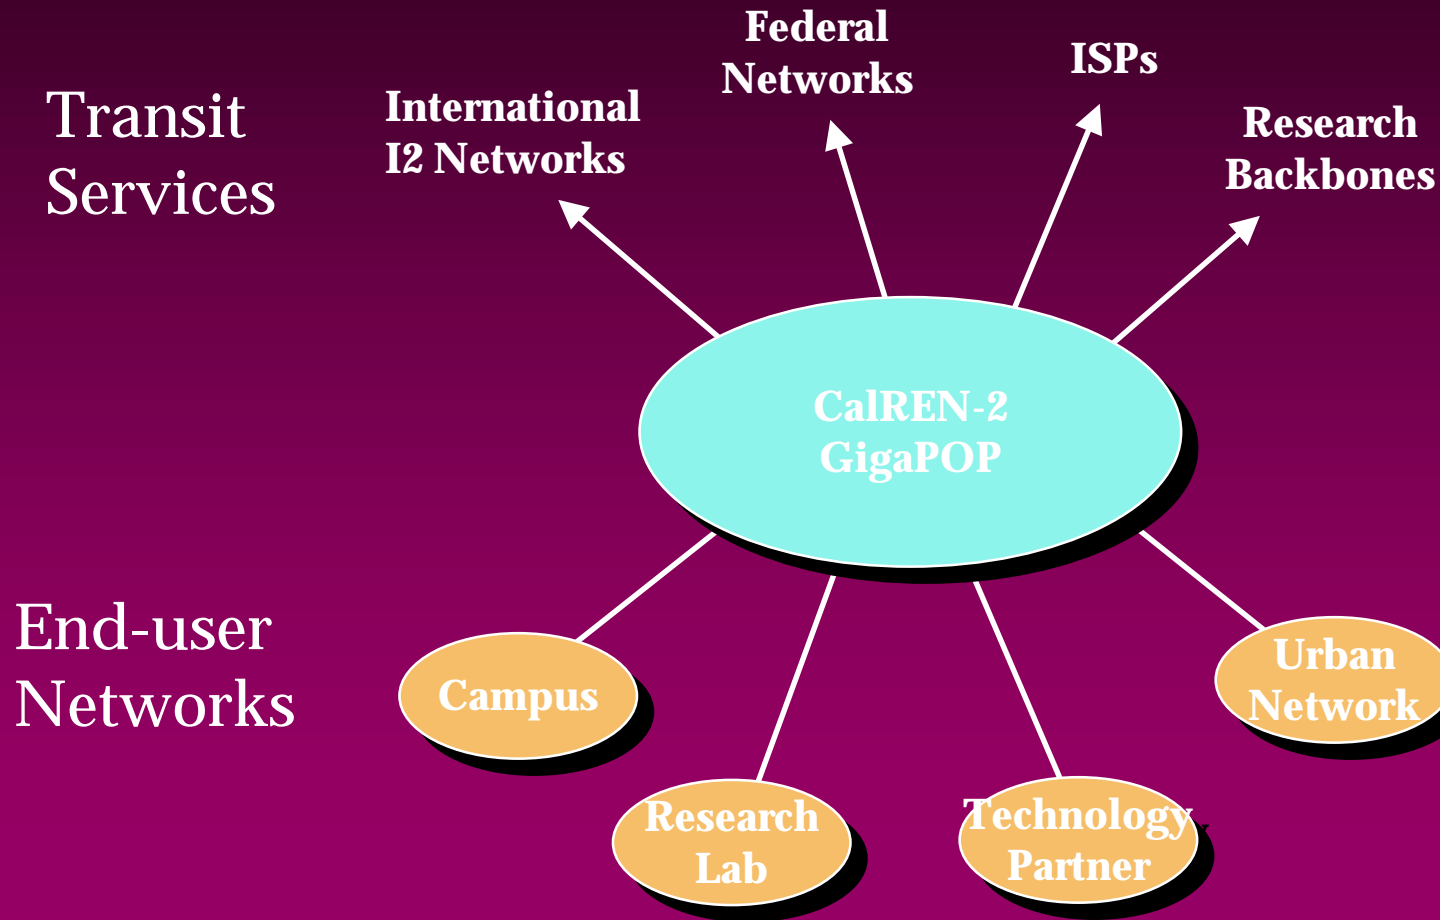 Transit
Services
International
I2 Networks
Federal
Networks
ISPs
Research
Backbones
CalREN-2
GigaPOP
End-user
Networks
Campus
Research
Lab
Technology
Partner
Urban
Network